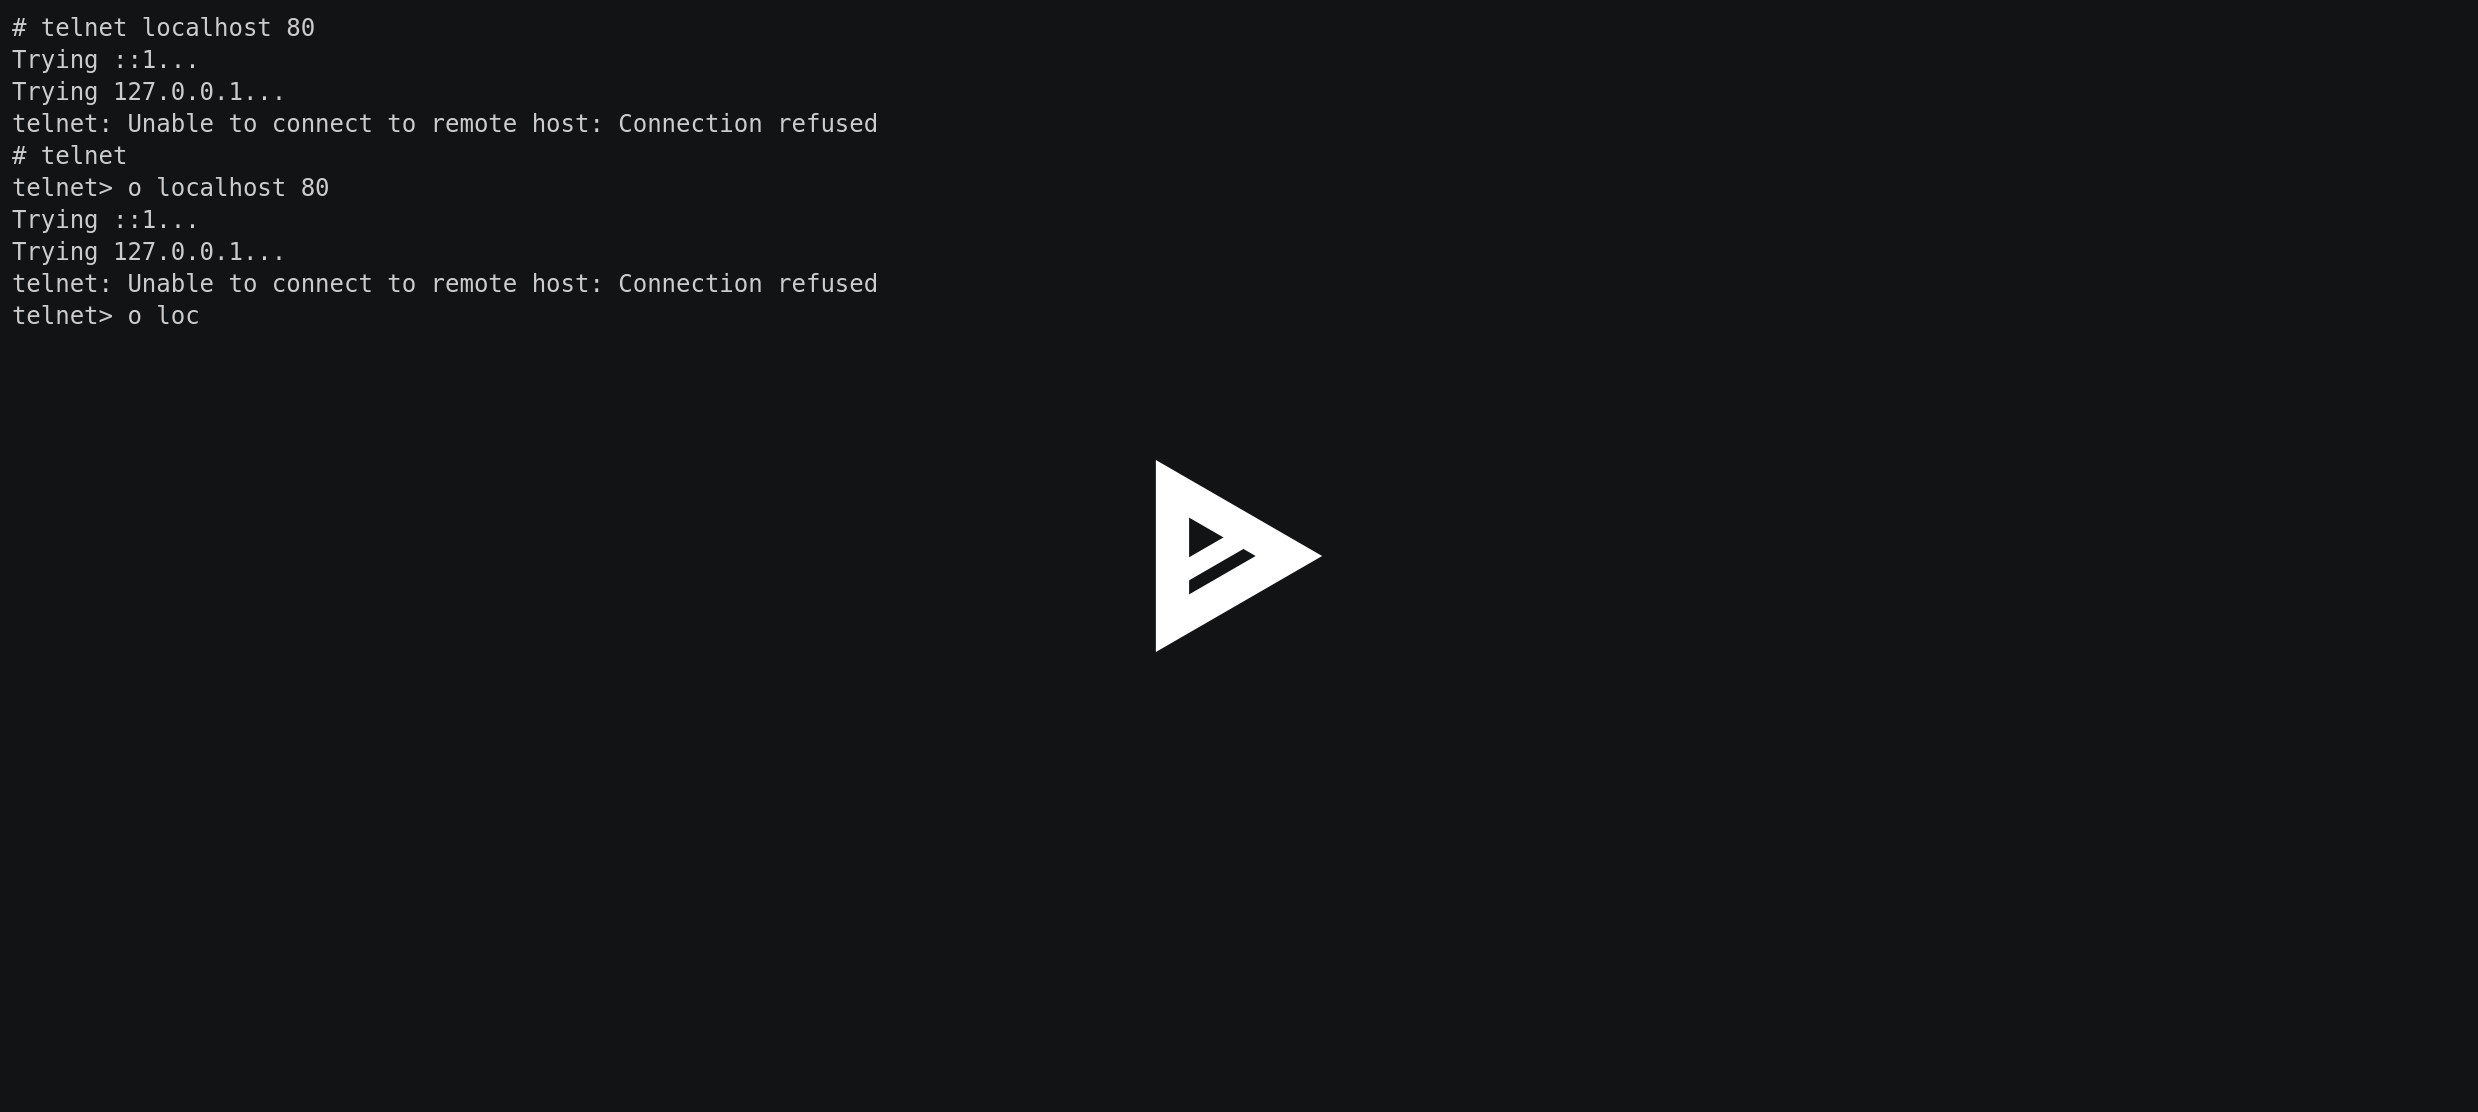 # telnet localhost 80
Trying ::1...
Trying 127.0.0.1...
telnet: Unable to connect to remote host: Connection refused
# telnet
telnet> o localhost 80
Trying ::1...
Trying 127.0.0.1...
telnet: Unable to connect to remote host: Connection refused
telnet> o loc